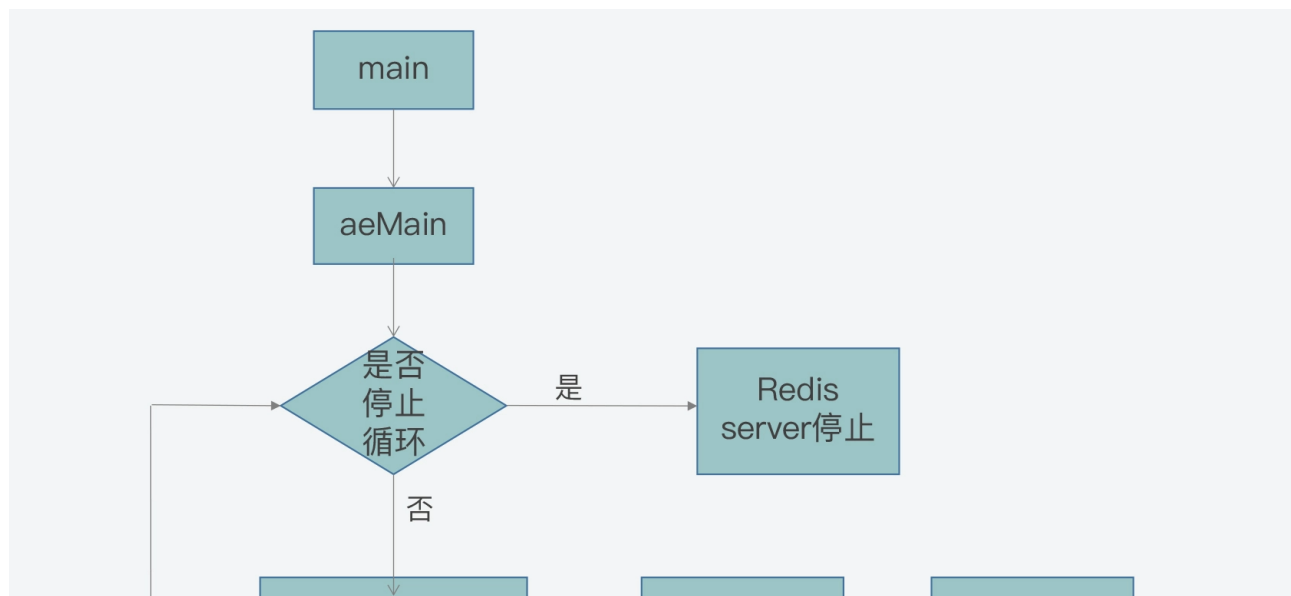 main
aeMain
是否
停止
循环
是
Redis
server停止
否